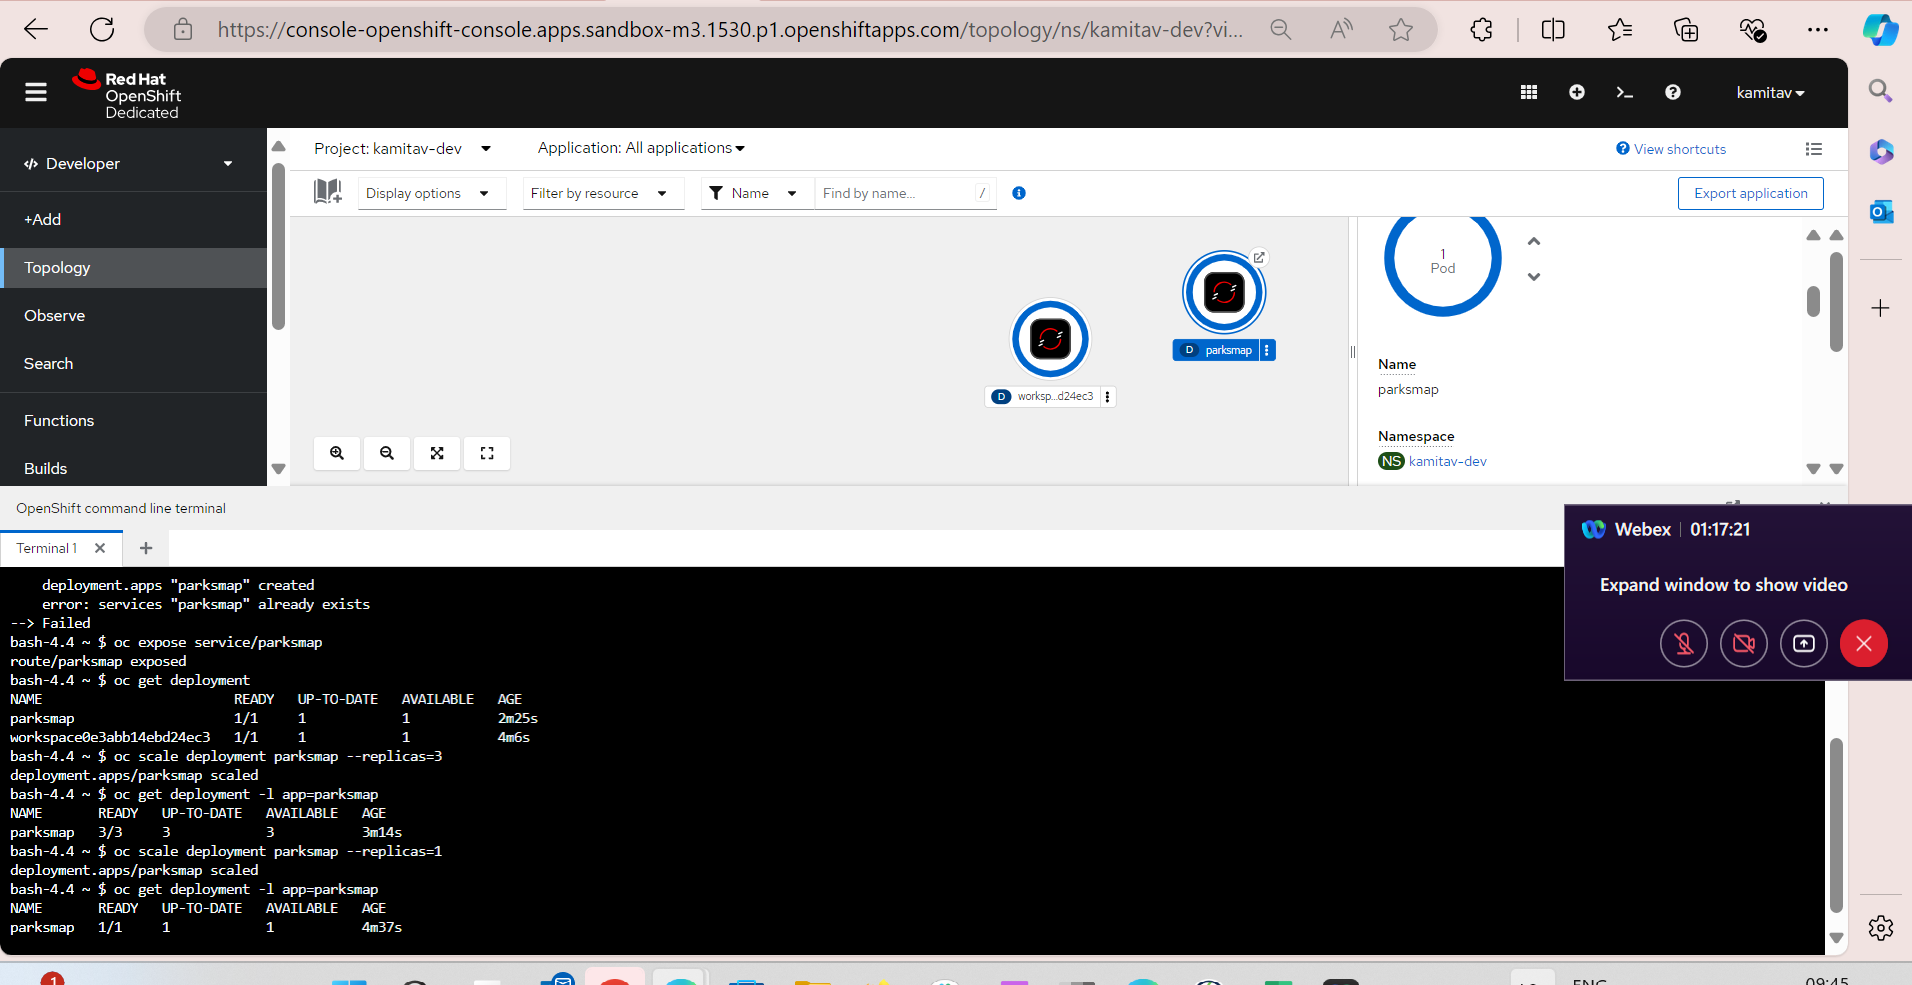 https://console-openshift-console.apps.sandbox-m3.1530.p1.openshiftapps.com/topology/ns/kamitav-dev?vi...
Red Hat
OpenShift
Dedicated
kamitav
Developer
Project: kamitav-dev
Application: All applications
View shortcuts
Display options
Filter by resource
Name
Find by name...
/
Export application
+Add
Topology
Observe
Search
Functions
Builds
1
Pod
D parksmap
D worksp...d24ec3
Name
parksmap
Namespace
NS kamitav-dev
OpenShift command line terminal
Terminal 1
Webex 01:17:21
Expand window to show video
deployment.apps "parksmap" created
error: services "parksmap" already exists
--> Failed
bash-4.4 ~ $ oc expose service/parksmap
route/parksmap exposed
bash-4.4 ~ $ oc get deployment
NAME READY UP-TO-DATE AVAILABLE AGE
parksmap 1/1 1 1 2m25s
workspace0e3abb14ebd24ec3 1/1 1 1 4m6s
bash-4.4 ~ $ oc scale deployment parksmap --replicas=3
deployment.apps/parksmap scaled
bash-4.4 ~ $ oc get deployment -l app=parksmap
NAME READY UP-TO-DATE AVAILABLE AGE
parksmap 3/3 3 3 3m14s
bash-4.4 ~ $ oc scale deployment parksmap --replicas=1
deployment.apps/parksmap scaled
bash-4.4 ~ $ oc get deployment -l app=parksmap
NAME READY UP-TO-DATE AVAILABLE AGE
parksmap 1/1 1 1 4m37s
1
ENG
09:45